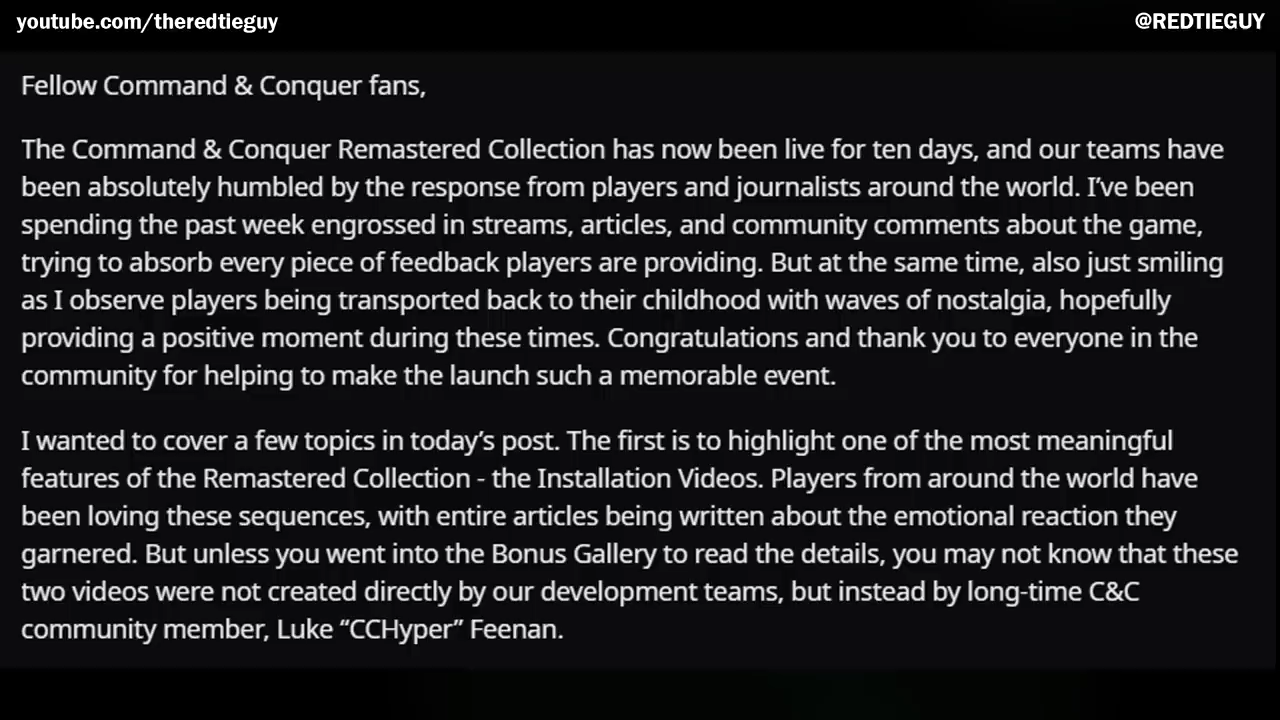 youtube.com/theredtieguy
@REDTIEGUY
Fellow Command & Conquer fans,
The Command & Conquer Remastered Collection has now been live for ten days, and our teams have
been absolutely humbled by the response from players and journalists around the world. I’ve been
spending the past week engrossed in streams, articles, and community comments about the game,
trying to absorb every piece of feedback players are providing. But at the same time, also just smiling
as I observe players being transported back to their childhood with waves of nostalgia, hopefully
providing a positive moment during these times. Congratulations and thank you to everyone in the
community for helping to make the launch such a memorable event.
I wanted to cover a few topics in today’s post. The first is to highlight one of the most meaningful
features of the Remastered Collection - the Installation Videos. Players from around the world have
been loving these sequences, with entire articles being written about the emotional reaction they
garnered. But unless you went into the Bonus Gallery to read the details, you may not know that these
two videos were not created directly by our development teams, but instead by long-time C&C
community member, Luke “CCHyper” Feenan.